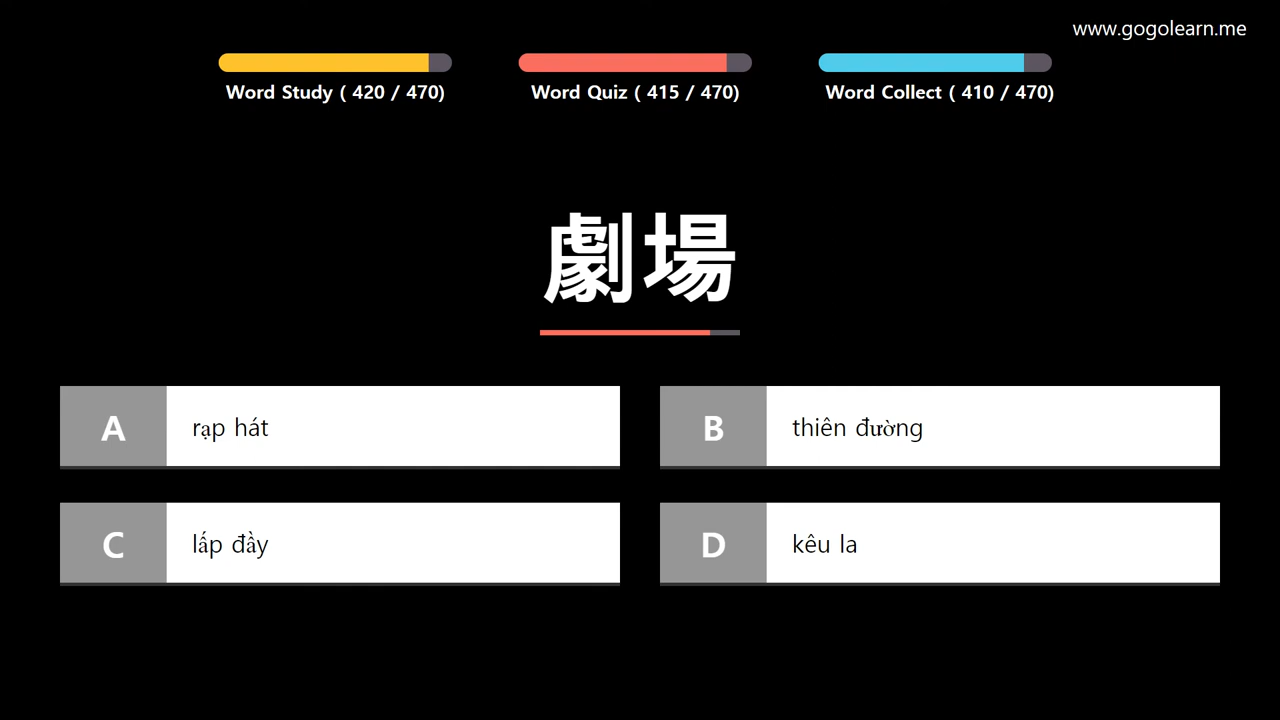 www.gogolearn.me
Word Study ( 420 / 470)
Word Quiz ( 415 / 470)
Word Collect ( 410 / 470)
劇場
A rạp hát
B thiên đường
C lấp đầy
D kêu la